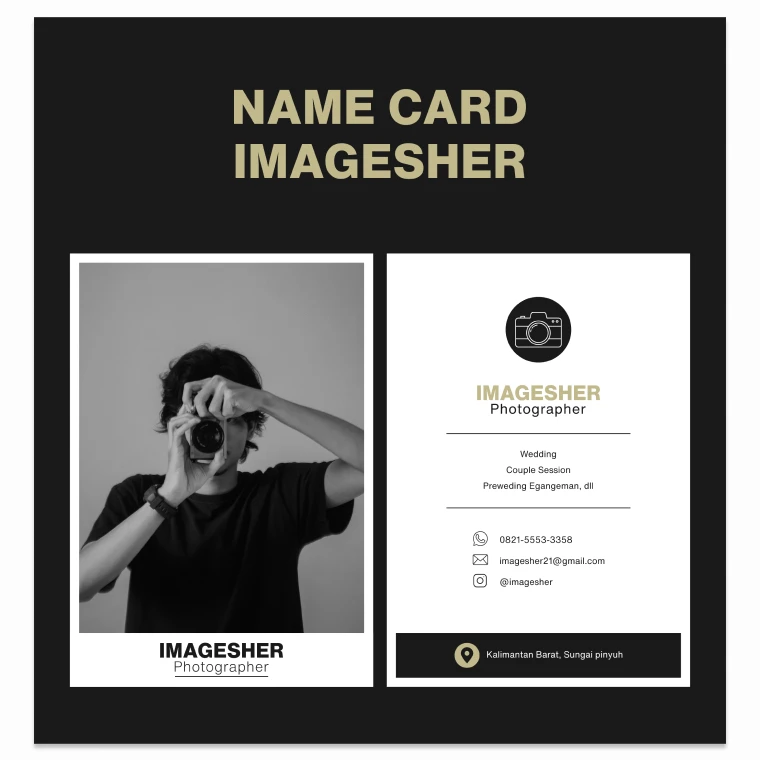 NAME CARD
IMAGESHER
IMAGESHER
Photographer
IMAGESHER
Photographer
Wedding
Couple Session
Preweding Egangeman, dll
0821-5553-3358
imagesher21@gmail.com
@imagesher
Kalimantan Barat, Sungai pinyuh